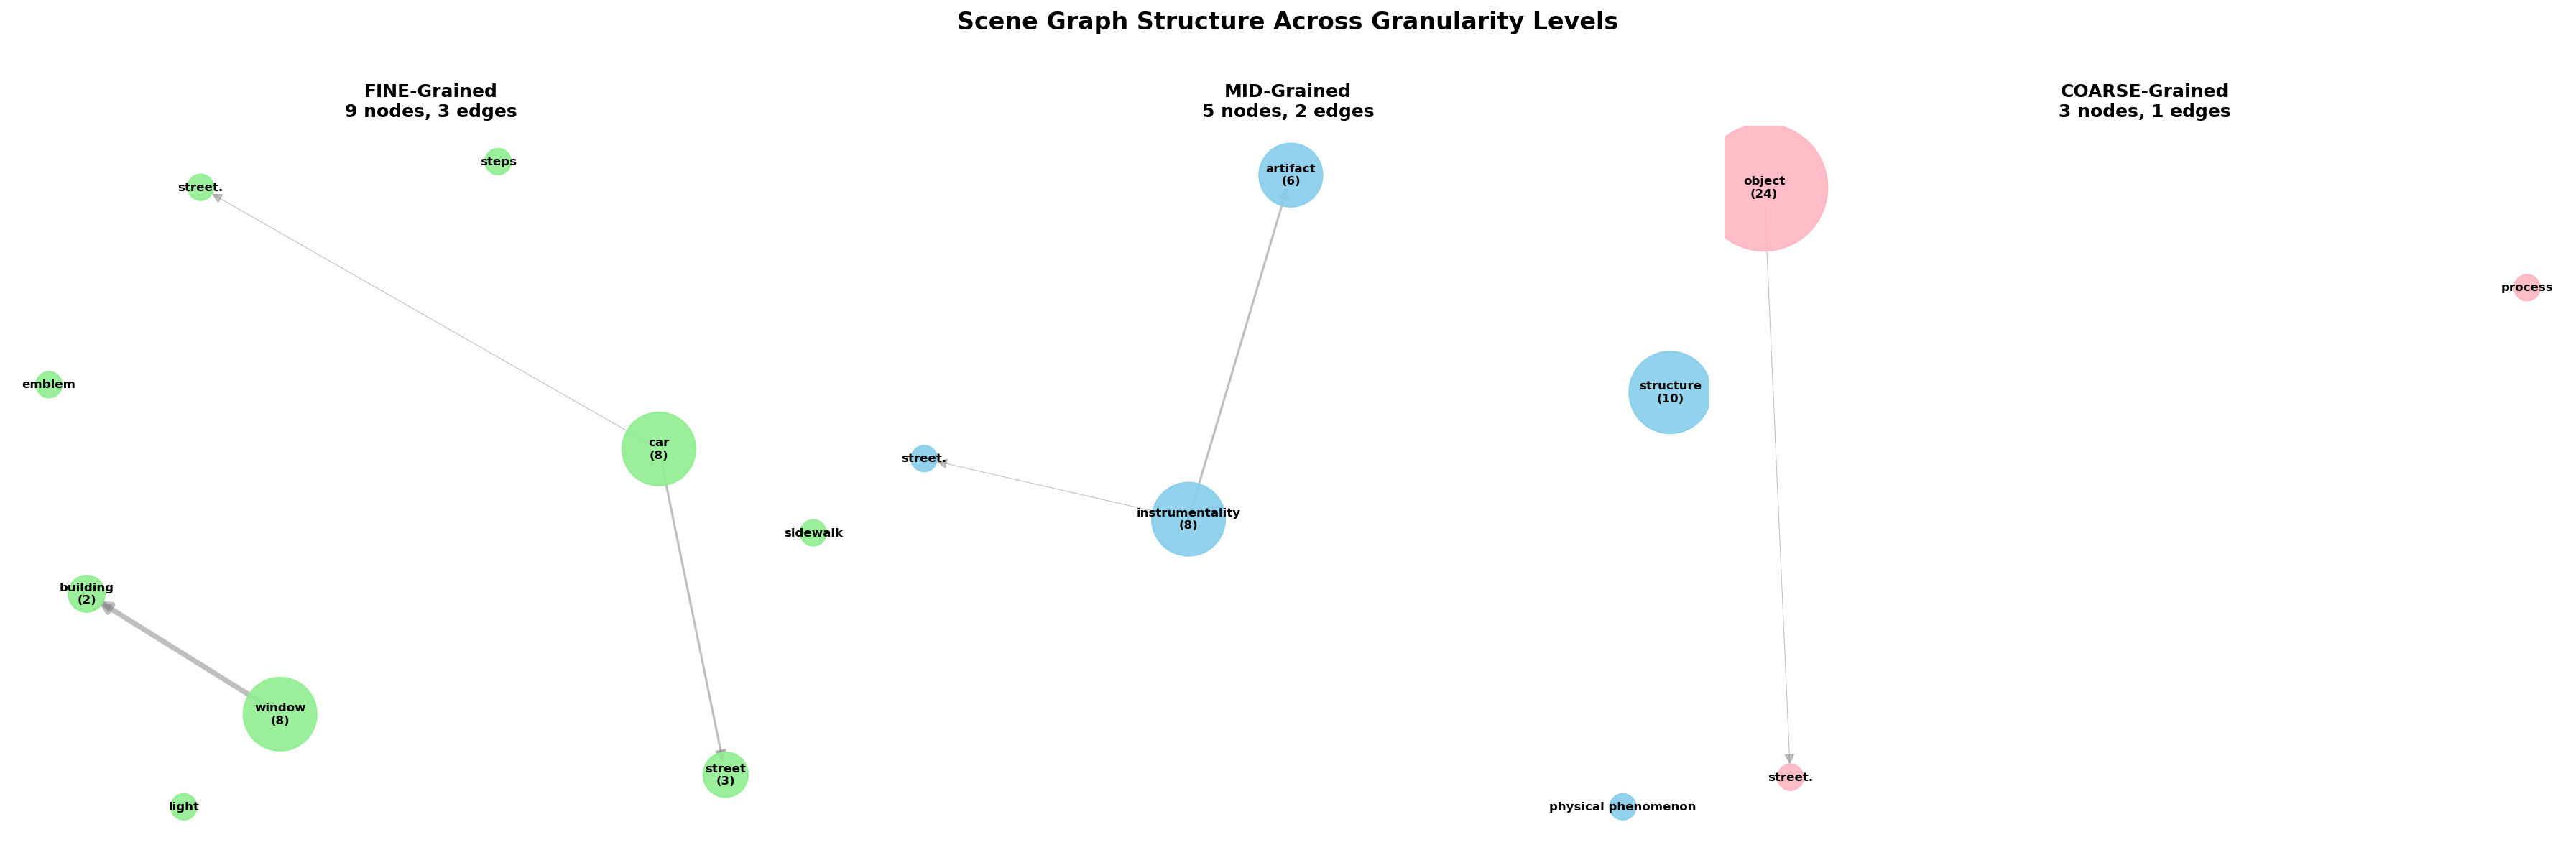 Scene Graph Structure Across Granularity Levels
FINE-Grained
9 nodes, 3 edges
steps
street.
emblem
car
(8)
sidewalk
building
(2)
window
(8)
street
(3)
light
MID-Grained
5 nodes, 2 edges
artifact
(6)
structure
(10)
street.
instrumentality
(8)
physical phenomenon
COARSE-Grained
3 nodes, 1 edges
object
(24)
process
street.